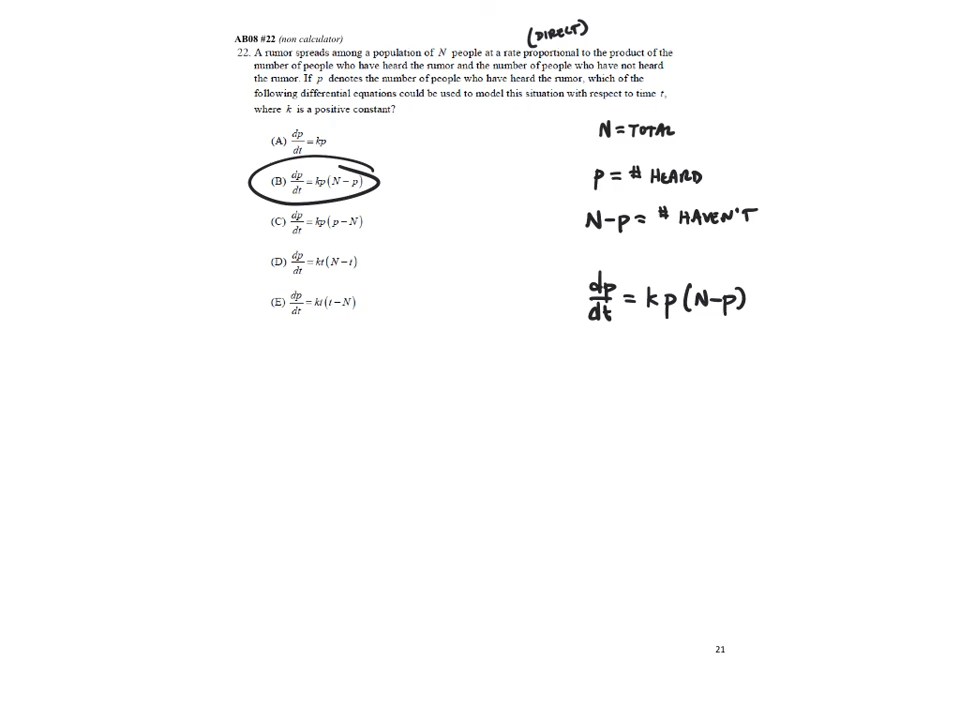 (DIRECT)
AB08 #22 (non calculator)
22. A rumor spreads among a population of N people at a rate proportional to the product of the
number of people who have heard the rumor and the number of people who have not heard
the rumor. If p denotes the number of people who have heard the rumor, which of the
following differential equations could be used to model this situation with respect to time t,
where k is a positive constant?
(A) dp/dt = kp
(B) dp/dt = kp(N − p)
(C) dp/dt = kp(p − N)
(D) dp/dt = kt(N − t)
(E) dp/dt = kt(t − N)
N = TOTAL
P = # HEARD
N-P = # HAVEN'T
dp/dt = kp(N-p)
21